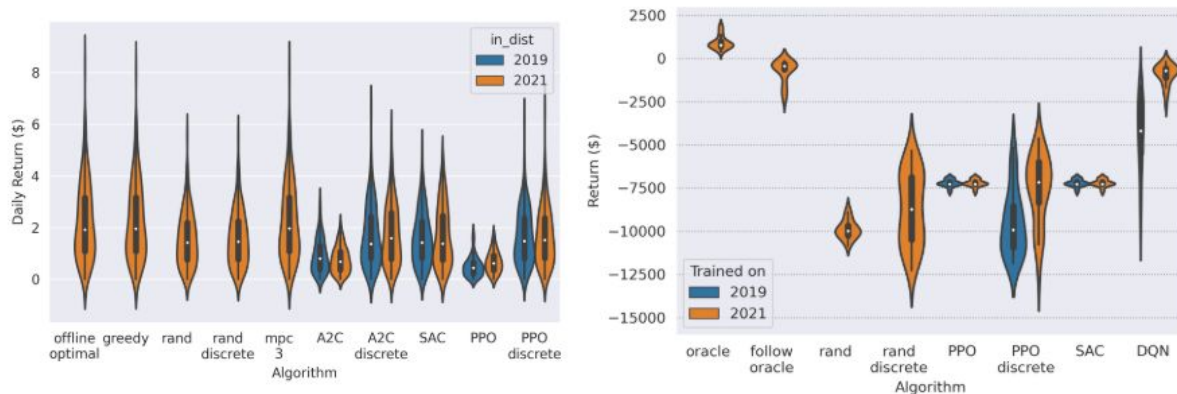 in_dist
2019
2021
8
6
4
2
0
Daily Return ($)
offline optimal
greedy
rand
rand discrete
mpc 3
A2C
A2C discrete
SAC
PPO
PPO discrete
Algorithm
2500
0
−2500
−5000
−7500
−10000
−12500
−15000
Return ($)
Trained on
2019
2021
oracle
follow oracle
rand
rand discrete
PPO
PPO discrete
SAC
DQN
Algorithm